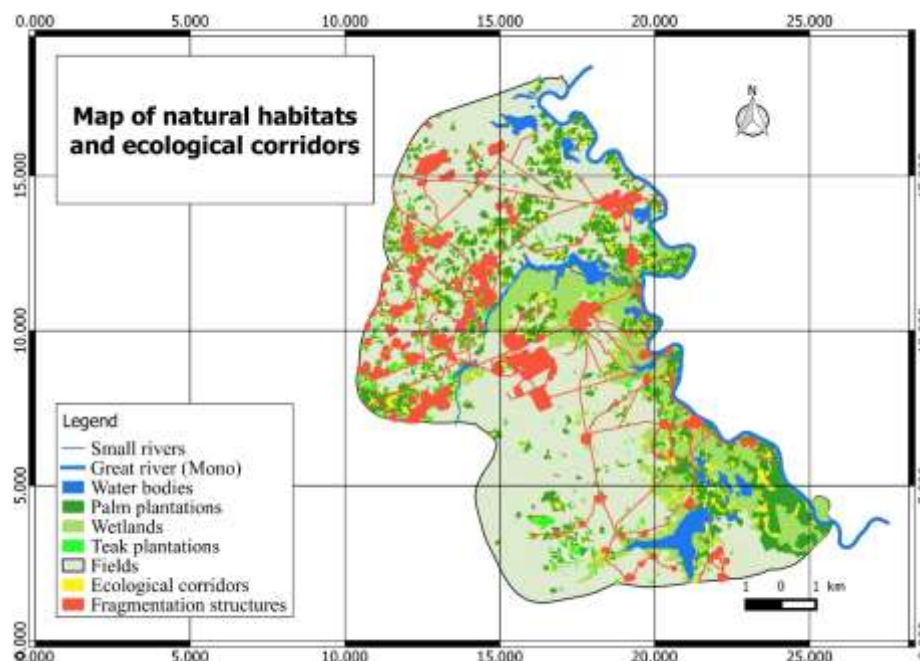 0.000 5.000 10.000 15.000 20.000 25.000
Map of natural habitats
and ecological corridors
N
15.000
10.000
5.000
0.000
Legend
Small rivers
Great river (Mono)
Water bodies
Palm plantations
Wetlands
Teak plantations
Fields
Ecological corridors
Fragmentation structures
1 0 1 km
0.000 5.000 10.000 15.000 20.000 25.000